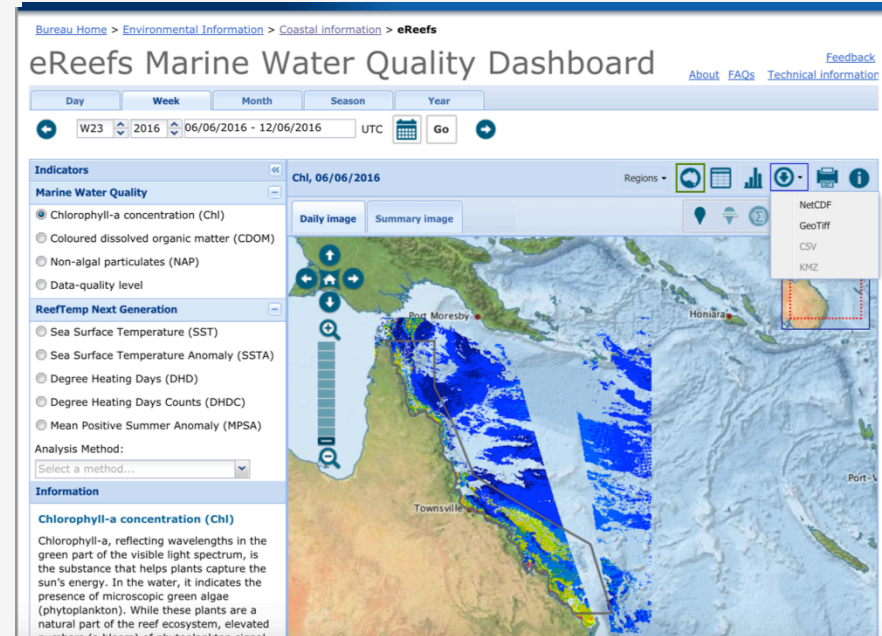 Bureau Home > Environmental Information > Coastal information > eReefs
eReefs Marine Water Quality Dashboard
Feedback
About FAQs Technical information
Day Week Month Season Year
W23 2016 06/06/2016 - 12/06/2016 UTC Go
Indicators
Marine Water Quality
Chlorophyll-a concentration (Chl)
Coloured dissolved organic matter (CDOM)
Non-algal particulates (NAP)
Data-quality level
ReefTemp Next Generation
Sea Surface Temperature (SST)
Sea Surface Temperature Anomaly (SSTA)
Degree Heating Days (DHD)
Degree Heating Days Counts (DHDC)
Mean Positive Summer Anomaly (MPSA)
Analysis Method:
Select a method...
Information
Chlorophyll-a concentration (Chl)
Chlorophyll-a, reflecting wavelengths in the
green part of the visible light spectrum, is
the substance that helps plants capture the
sun's energy. In the water, it indicates the
presence of microscopic green algae
(phytoplankton). While these plants are a
natural part of the reef ecosystem, elevated
Chl, 06/06/2016
Regions
Daily image Summary image
NetCDF
GeoTiff
CSV
KMZ
Port Moresby
Honiara
Townsville